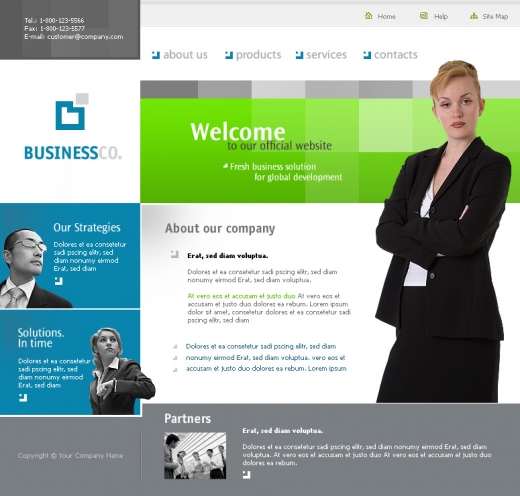 Tel.: 1-800-123-5566
Fax: 1-800-123-5577
E-mail: customer@company.com
Home
Help
Site Map
about us
products
services
contacts
BUSINESSCO.
Welcome
to our official website
Fresh business solution
for global development
Our Strategies
Dolores et ea consetetur
sadi pscing elitr, sed
diam nonumy eirmod
Erat, sed diam
Solutions.
In time
Dolores et ea consetetur
sadi pscing elitr, sed
diam nonumy eirmod
Erat, sed diam
About our company
Erat, sed diam voluptua.
Dolores et ea consetetur sadi pscing elitr, sed diam
nonumy eirmod Erat, sed diam voluptua.
At vero eos et accusam et justo duo At vero eos et
accusam et justo duo dolores ea rebum. Lorem ipsum
dolor sit amet, consetetur sadi pscing elitr, sed diam
voluptua.
Dolores et ea consetetur sadi pscing elitr, sed diam
nonumy eirmod Erat, sed diam voluptua. vero eos et
accusam et justo duo dolores ea rebum. Lorem ipsum
Partners
Erat, sed diam voluptua.
Dolores et ea consetetur sadi pscing elitr, sed diam nonumy eirmod
Erat, sed diam voluptua. At vero eos et accusam et justo duo At vero eos
et accusam et justo duo dolores ea rebum.
Copyright © Your Company Name